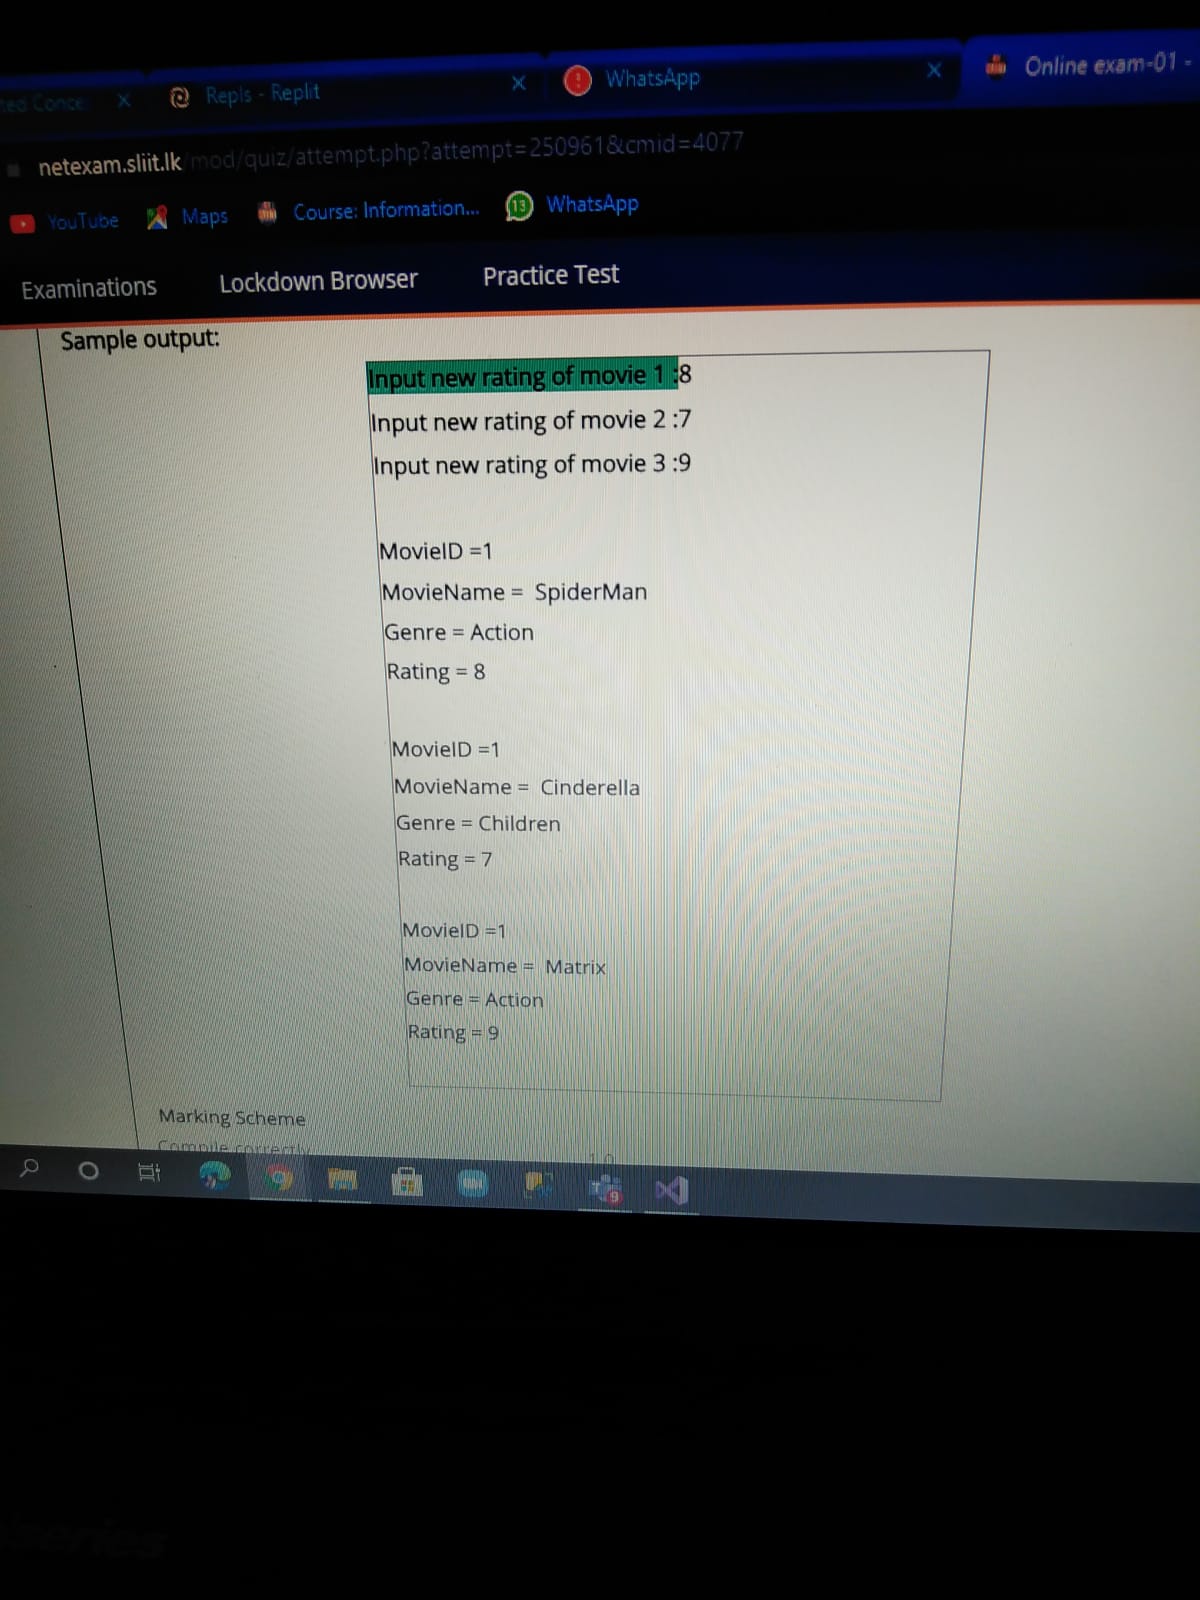 ted Conce
Repls - Replit
WhatsApp
Online exam-01 -
netexam.sliit.lk/mod/quiz/attempt.php?attempt=250961&cmid=4077
YouTube
Maps
Course: Information...
13
WhatsApp
Examinations
Lockdown Browser
Practice Test
Sample output:
Input new rating of movie 1 :8
Input new rating of movie 2 :7
Input new rating of movie 3 :9
MovieID =1
MovieName = SpiderMan
Genre = Action
Rating = 8
MovieID =1
MovieName = Cinderella
Genre = Children
Rating = 7
MovieID =1
MovieName = Matrix
Genre = Action
Rating = 9
Marking Scheme
Compile correctly
1.0
9